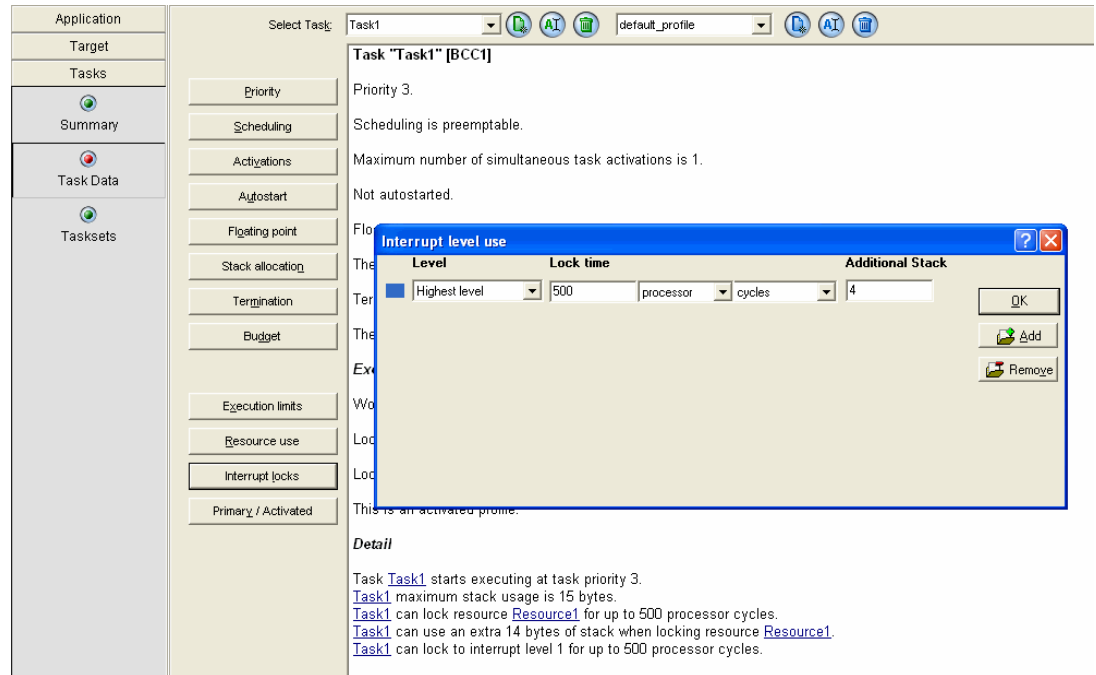 Application
Target
Tasks
Summary
Task Data
Tasksets
Select Task: Task1 default_profile
Task "Task1" [BCC1]
Priority
Priority 3.
Scheduling
Scheduling is preemptable.
Activations
Maximum number of simultaneous task activations is 1.
Autostart
Not autostarted.
Floating point
Stack allocation
The
Termination
Ter
Budget
The
Execution limits
Resource use
Loc
Interrupt locks
Loc
Primary / Activated
This is an activated profile.
Interrupt level use
Level Lock time Additional Stack
Highest level 500 processor cycles 4
OK
Add
Remove
Detail
Task Task1 starts executing at task priority 3.
Task1 maximum stack usage is 15 bytes.
Task1 can lock resource Resource1 for up to 500 processor cycles.
Task1 can use an extra 14 bytes of stack when locking resource Resource1.
Task1 can lock to interrupt level 1 for up to 500 processor cycles.